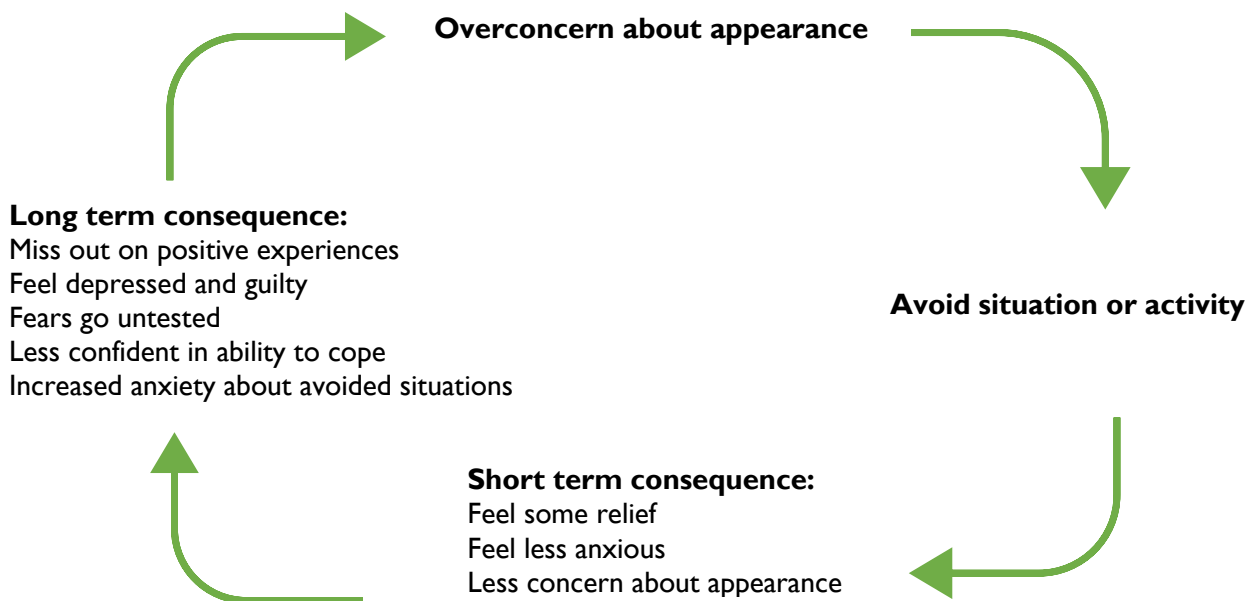 Overconcern about appearance
Avoid situation or activity
Short term consequence:
Feel some relief
Feel less anxious
Less concern about appearance
Long term consequence:
Miss out on positive experiences
Feel depressed and guilty
Fears go untested
Less confident in ability to cope
Increased anxiety about avoided situations